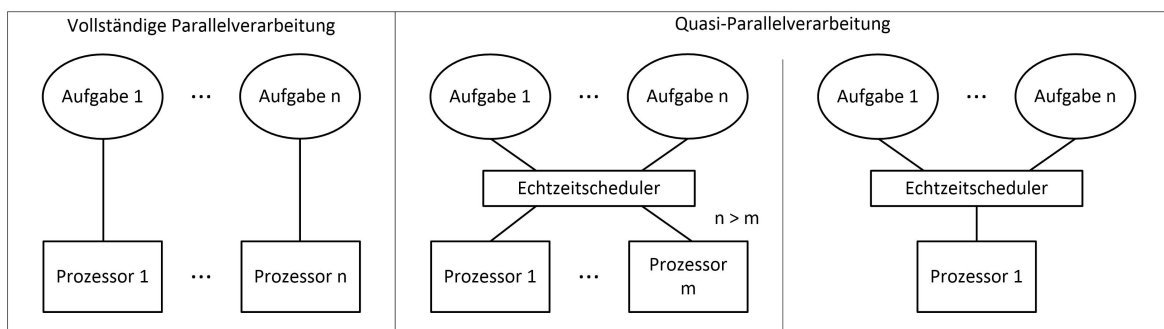 Vollständige Parallelverarbeitung
Aufgabe 1 ... Aufgabe n
Prozessor 1 ... Prozessor n
Quasi-Parallelverarbeitung
Aufgabe 1 ... Aufgabe n
Echtzeitscheduler
n > m
Prozessor 1 ... Prozessor
m
Aufgabe 1 ... Aufgabe n
Echtzeitscheduler
Prozessor 1